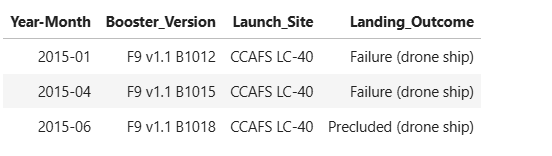 Year-Month Booster_Version Launch_Site Landing_Outcome
2015-01 F9 v1.1 B1012 CCAFS LC-40 Failure (drone ship)
2015-04 F9 v1.1 B1015 CCAFS LC-40 Failure (drone ship)
2015-06 F9 v1.1 B1018 CCAFS LC-40 Precluded (drone ship)